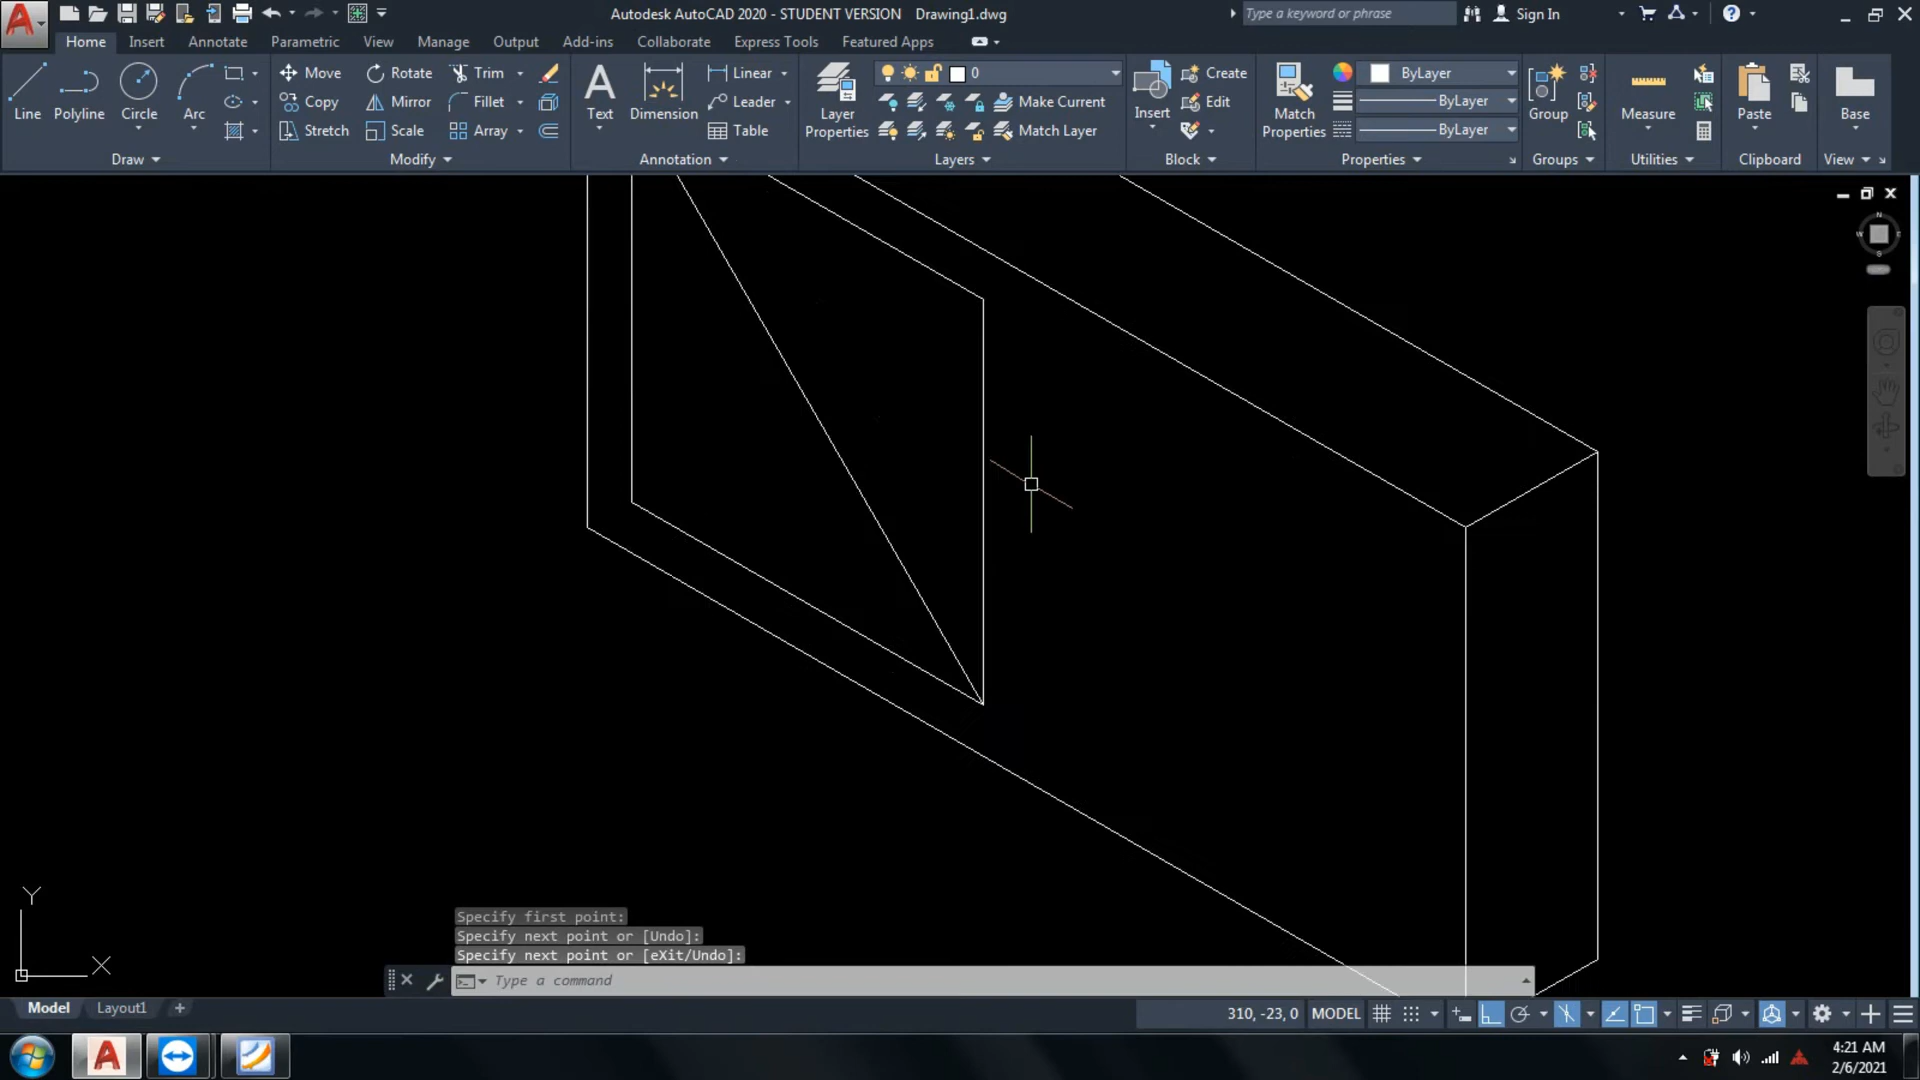 Autodesk AutoCAD 2020 - STUDENT VERSION Drawing1.dwg
Type a keyword or phrase
Sign In
Home Insert Annotate Parametric View Manage Output Add-ins Collaborate Express Tools Featured Apps
Line Polyline Circle Arc
Draw
Move Rotate Trim
Copy Mirror Fillet
Stretch Scale Array
Modify
Text Dimension
Linear
Leader
Table
Annotation
Layer Properties
0
Make Current
Match Layer
Layers
Insert
Create
Edit
Block
Match Properties
ByLayer
ByLayer
ByLayer
Properties
Group
Groups
Measure
Utilities
Paste
Clipboard
Base
View
N
W
S
Y
X
Specify first point:
Specify next point or [Undo]:
Specify next point or [eXit/Undo]:
Type a command
Model Layout1 +
310, -23, 0 MODEL
4:21 AM
2/6/2021